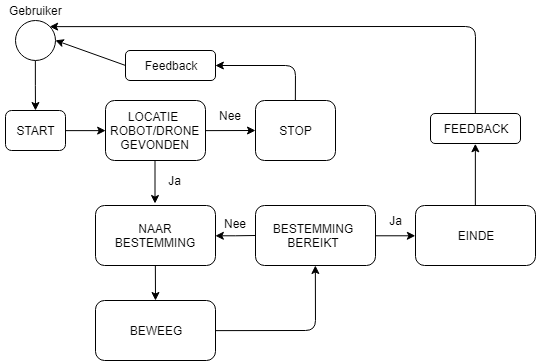 Gebruiker
Feedback
START
LOCATIE
ROBOT/DRONE
GEVONDEN
Nee
STOP
FEEDBACK
Ja
NAAR
BESTEMMING
Nee
BESTEMMING
BEREIKT
Ja
EINDE
BEWEEG